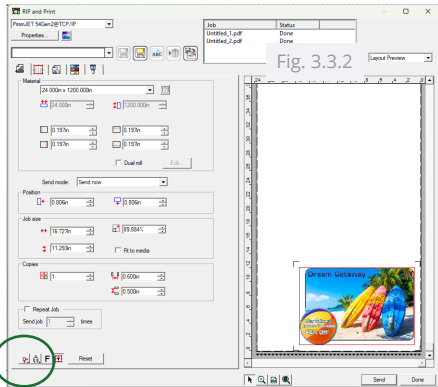 RIP and Print
PrismJET 54Gen2@TCP/IP
Properties...
Job Status
Untitled_1.pdf Done
Untitled_2.pdf Done
Fig. 3.3.2
Layout Preview
ABC
Material
24.000in x 1200.000in
24.000in 1200.000in
0.197in 0.197in
0.197in 0.197in
Dual roll Edit...
Send mode: Send now
Position
0.806in 0.806in
Job size
16.727in 89.884%
11.293in Fit to media
Copies
1 0.600in
0.500in
Repeat Job
Send job 1 times
F Reset
Dream Getaway
Send Done